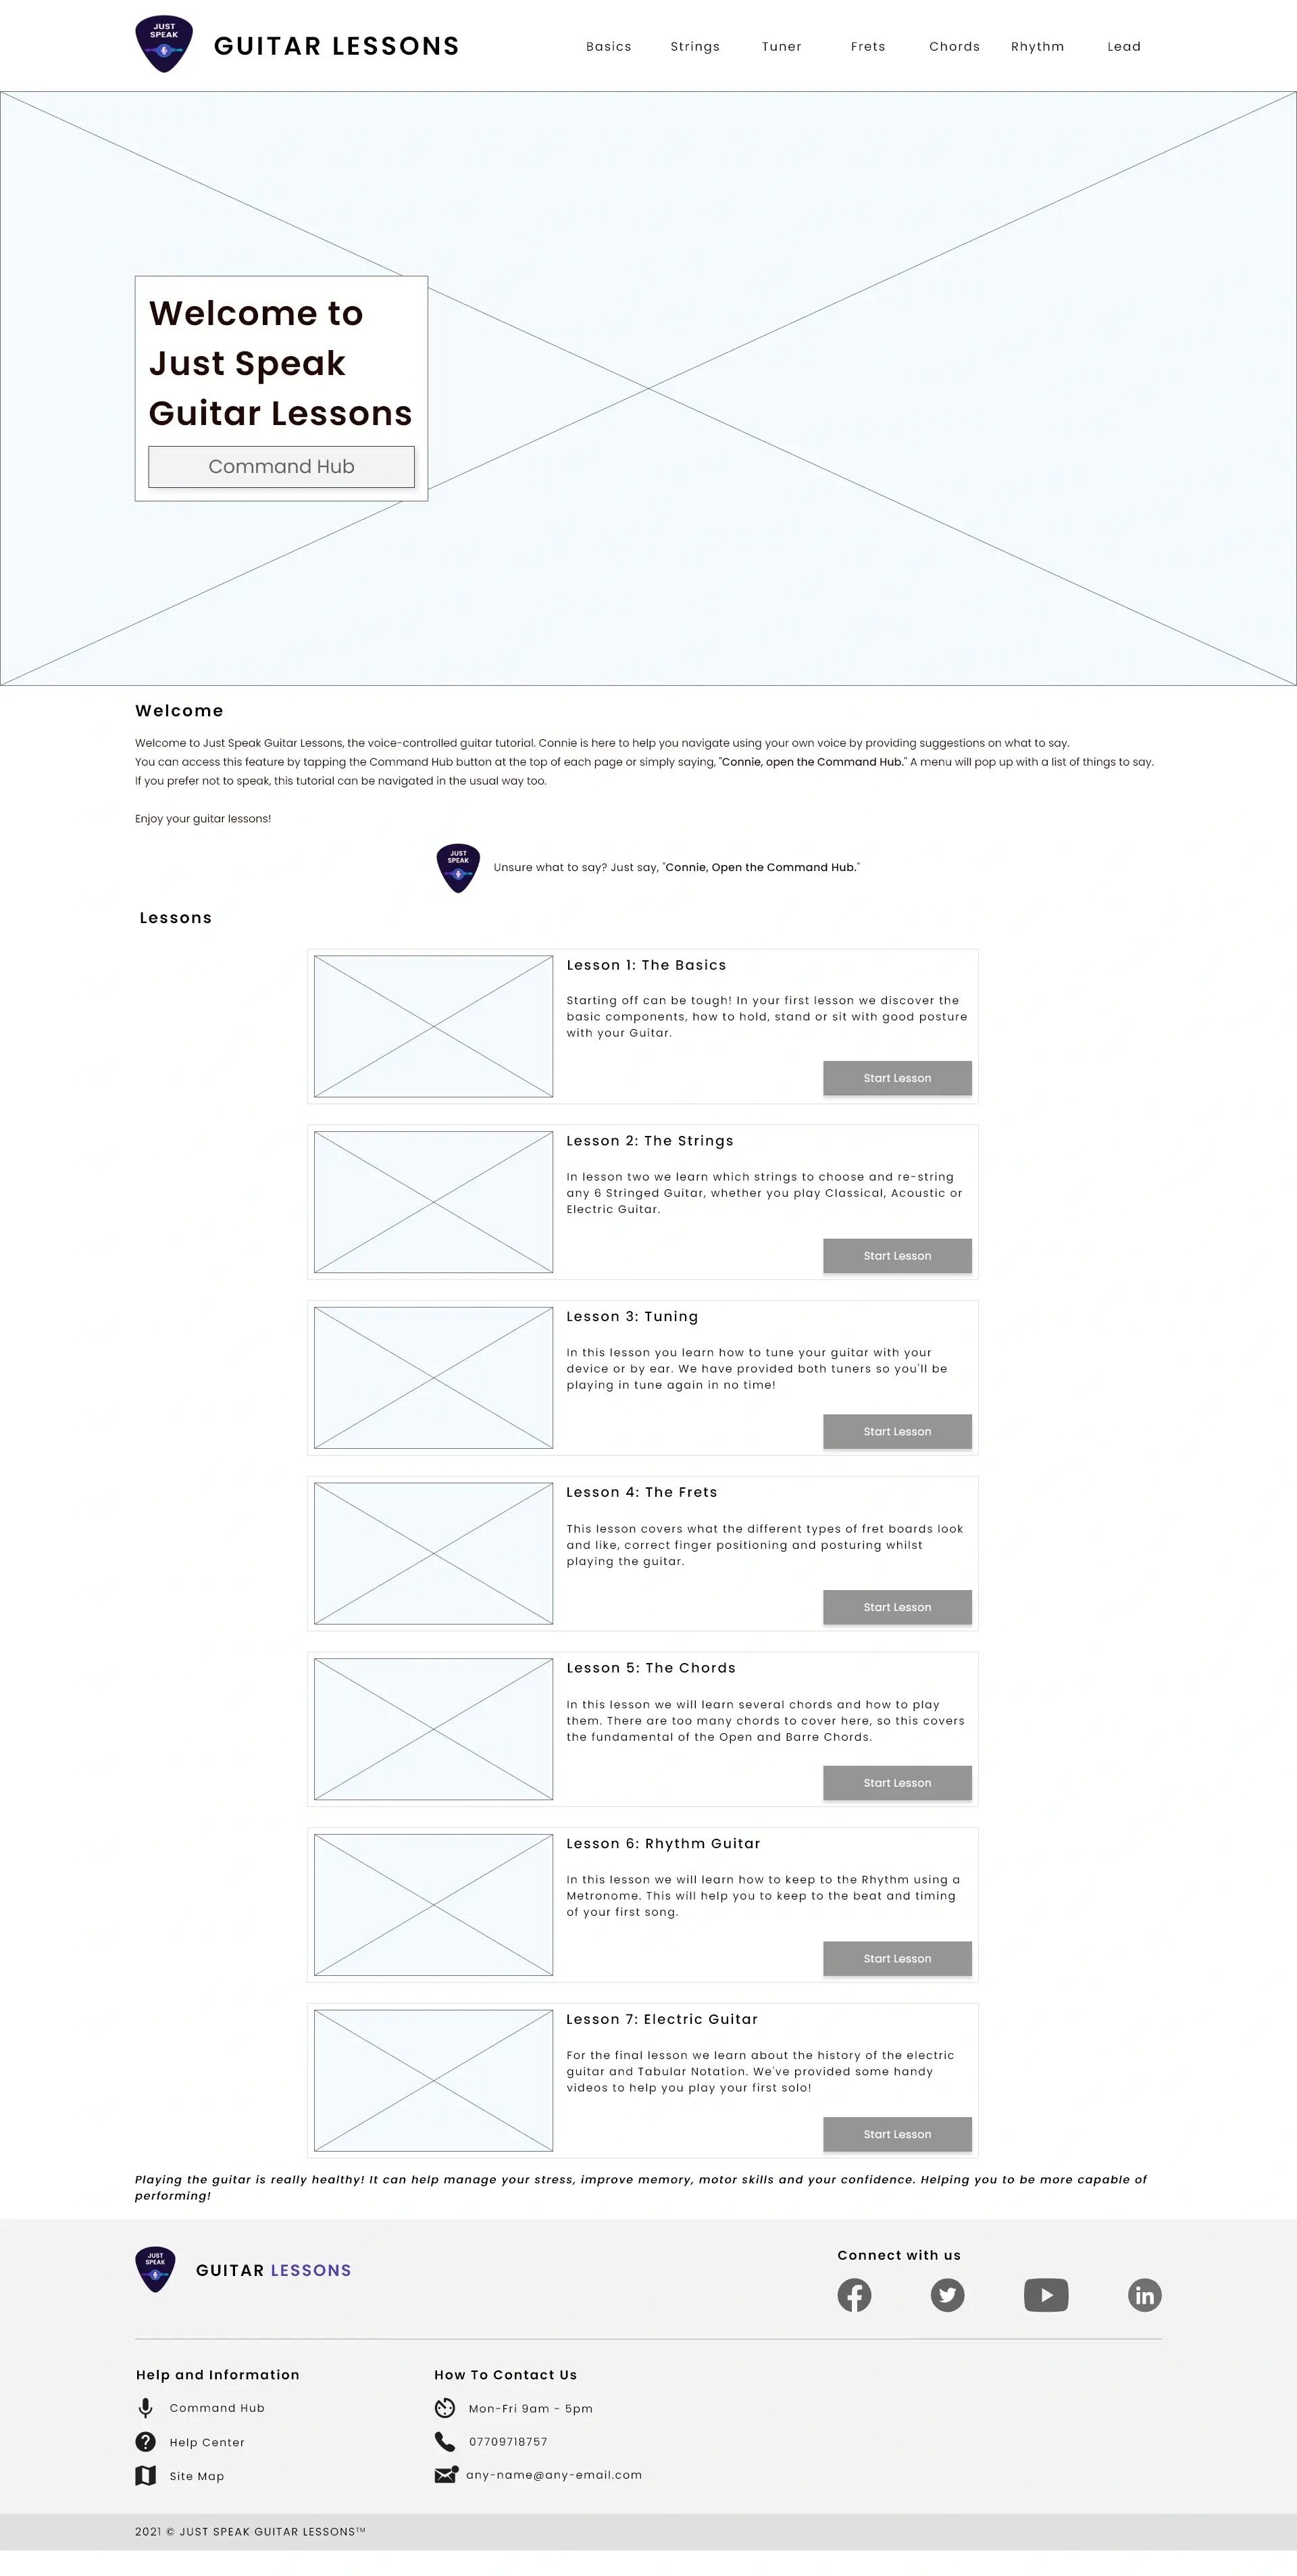 JUST
SPEAK
GUITAR LESSONS
Basics Strings Tuner Frets Chords Rhythm Lead
Welcome to
Just Speak
Guitar Lessons
Command Hub
Welcome
Welcome to Just Speak Guitar Lessons, the voice-controlled guitar tutorial. Connie is here to help you navigate using your own voice by providing suggestions on what to say.
You can access this feature by tapping the Command Hub button at the top of each page or simply saying, "Connie, open the Command Hub." A menu will pop up with a list of things to say.
If you prefer not to speak, this tutorial can be navigated in the usual way too.
Enjoy your guitar lessons!
JUST
SPEAK
Unsure what to say? Just say, "Connie, Open the Command Hub."
Lessons
Lesson 1: The Basics
Starting off can be tough! In your first lesson we discover the
basic components, how to hold, stand or sit with good posture
with your Guitar.
Start Lesson
Lesson 2: The Strings
In lesson two we learn which strings to choose and re-string
any 6 Stringed Guitar, whether you play Classical, Acoustic or
Electric Guitar.
Start Lesson
Lesson 3: Tuning
In this lesson you learn how to tune your guitar with your
device or by ear. We have provided both tuners so you'll be
playing in tune again in no time!
Start Lesson
Lesson 4: The Frets
This lesson covers what the different types of fret boards look
and like, correct finger positioning and posturing whilst
playing the guitar.
Start Lesson
Lesson 5: The Chords
In this lesson we will learn several chords and how to play
them. There are too many chords to cover here, so this covers
the fundamental of the Open and Barre Chords.
Start Lesson
Lesson 6: Rhythm Guitar
In this lesson we will learn how to keep to the Rhythm using a
Metronome. This will help you to keep to the beat and timing
of your first song.
Start Lesson
Lesson 7: Electric Guitar
For the final lesson we learn about the history of the electric
guitar and Tabular Notation. We've provided some handy
videos to help you play your first solo!
Start Lesson
Playing the guitar is really healthy! It can help manage your stress, improve memory, motor skills and your confidence. Helping you to be more capable of
performing!
JUST
SPEAK
GUITAR LESSONS
Connect with us
Help and Information
Command Hub
Help Center
Site Map
How To Contact Us
Mon-Fri 9am - 5pm
07709718757
any-name@any-email.com
2021 © JUST SPEAK GUITAR LESSONS™